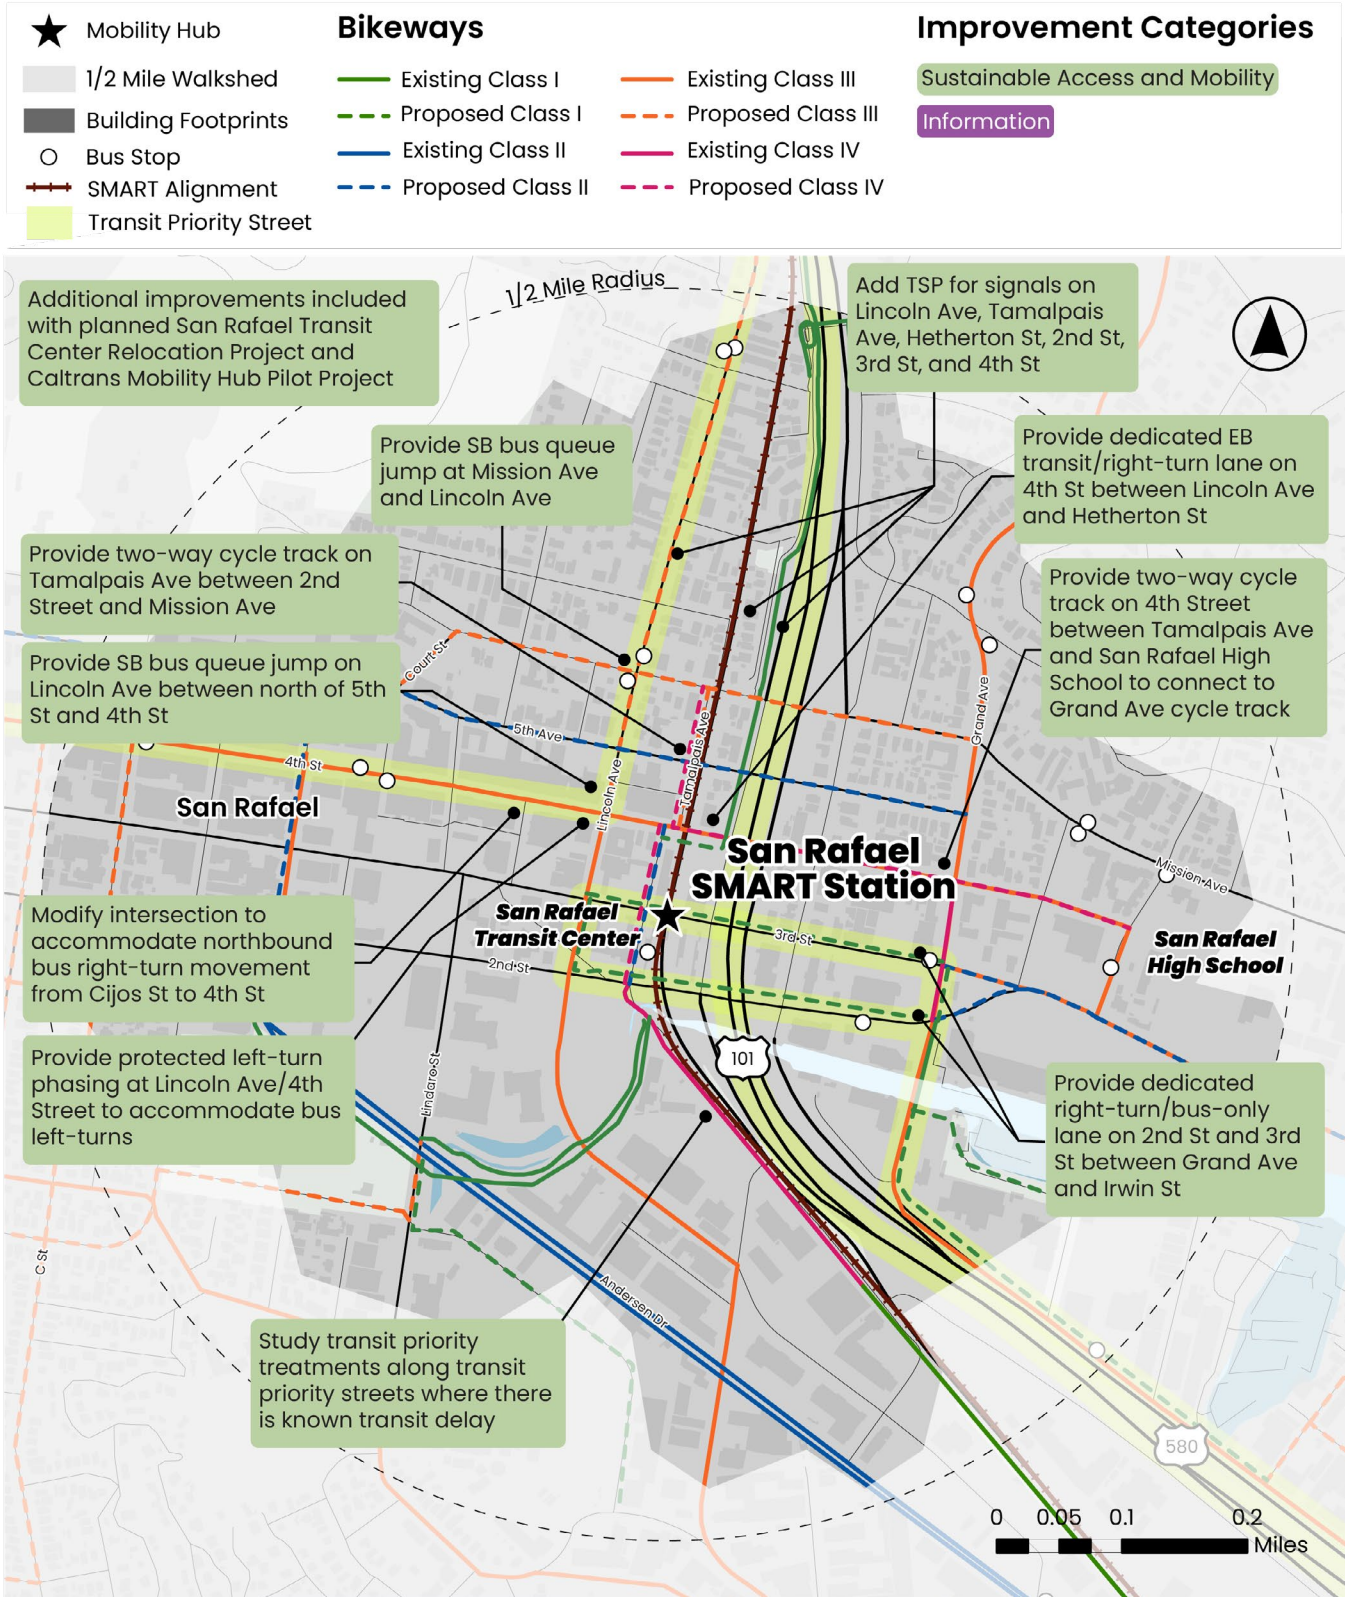 Mobility Hub
1/2 Mile Walkshed
Building Footprints
Bus Stop
SMART Alignment
Transit Priority Street
Bikeways
Existing Class I
Proposed Class I
Existing Class II
Proposed Class II
Existing Class III
Proposed Class III
Existing Class IV
Proposed Class IV
Improvement Categories
Sustainable Access and Mobility
Information
1/2 Mile Radius
Additional improvements included
with planned San Rafael Transit
Center Relocation Project and
Caltrans Mobility Hub Pilot Project
Add TSP for signals on
Lincoln Ave, Tamalpais
Ave, Hetherton St, 2nd St,
3rd St, and 4th St
Provide SB bus queue
jump at Mission Ave
and Lincoln Ave
Provide dedicated EB
transit/right-turn lane on
4th St between Lincoln Ave
and Hetherton St
Provide two-way cycle track on
Tamalpais Ave between 2nd
Street and Mission Ave
Provide two-way cycle
track on 4th Street
between Tamalpais Ave
and San Rafael High
School to connect to
Grand Ave cycle track
Provide SB bus queue jump on
Lincoln Ave between north of 5th
St and 4th St
Court St
5th Ave
4th St
Lincoln Ave
Tamalpais Ave
Grand Ave
Mission Ave
San Rafael
San Rafael
SMART Station
San Rafael
Transit Center
3rd St
2nd St
San Rafael
High School
Modify intersection to
accommodate northbound
bus right-turn movement
from Cijos St to 4th St
Provide protected left-turn
phasing at Lincoln Ave/4th
Street to accommodate bus
left-turns
Lindaro St
101
Provide dedicated
right-turn/bus-only
lane on 2nd St and 3rd
St between Grand Ave
and Irwin St
C St
Andersen Dr
Study transit priority
treatments along transit
priority streets where there
is known transit delay
580
0 0.05 0.1 0.2
Miles